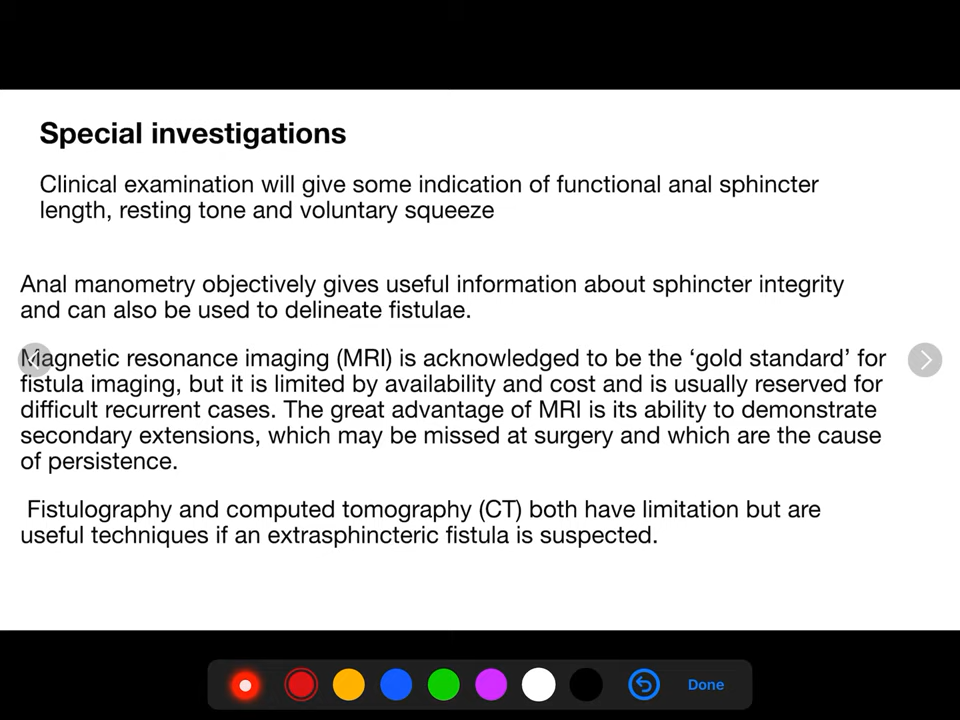 Special investigations
Clinical examination will give some indication of functional anal sphincter
length, resting tone and voluntary squeeze
Anal manometry objectively gives useful information about sphincter integrity
and can also be used to delineate fistulae.
Magnetic resonance imaging (MRI) is acknowledged to be the ‘gold standard’ for
fistula imaging, but it is limited by availability and cost and is usually reserved for
difficult recurrent cases. The great advantage of MRI is its ability to demonstrate
secondary extensions, which may be missed at surgery and which are the cause
of persistence.
Fistulography and computed tomography (CT) both have limitation but are
useful techniques if an extrasphincteric fistula is suspected.
Done